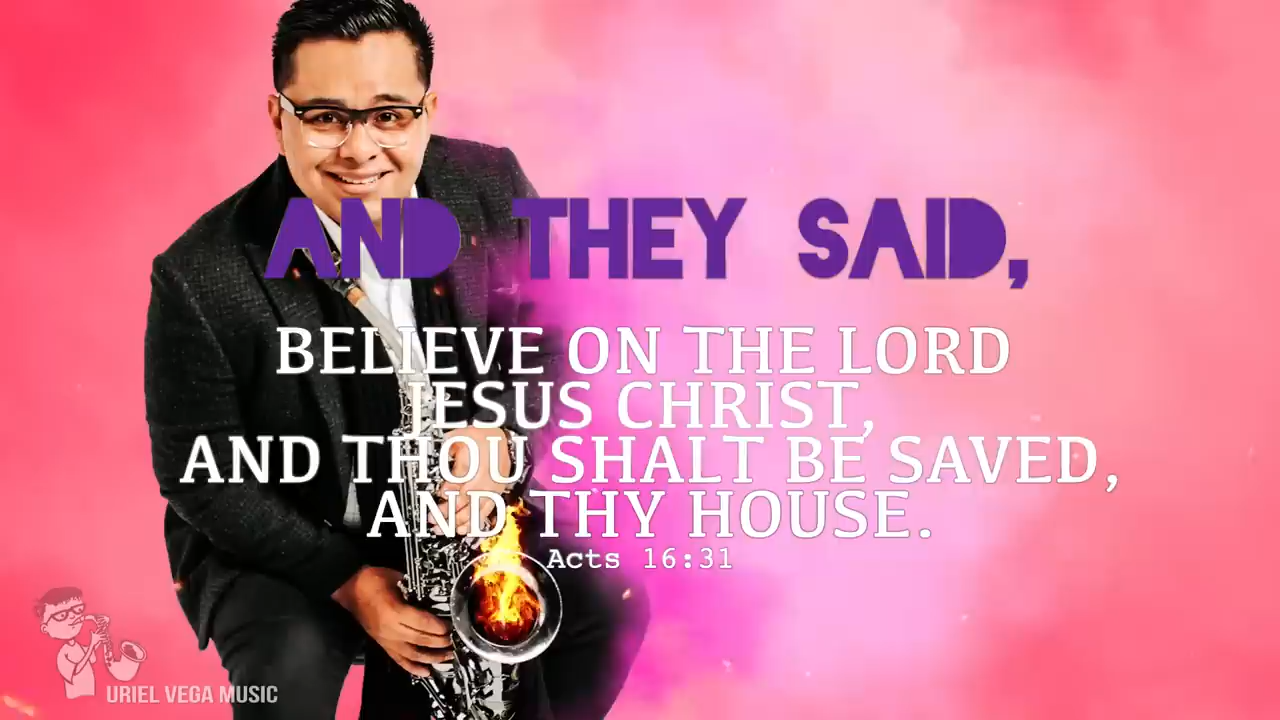 AND THEY SAID,
BELIEVE ON THE LORD
JESUS CHRIST,
AND THOU SHALT BE SAVED,
AND THY HOUSE.
Acts 16:31
URIEL VEGA MUSIC